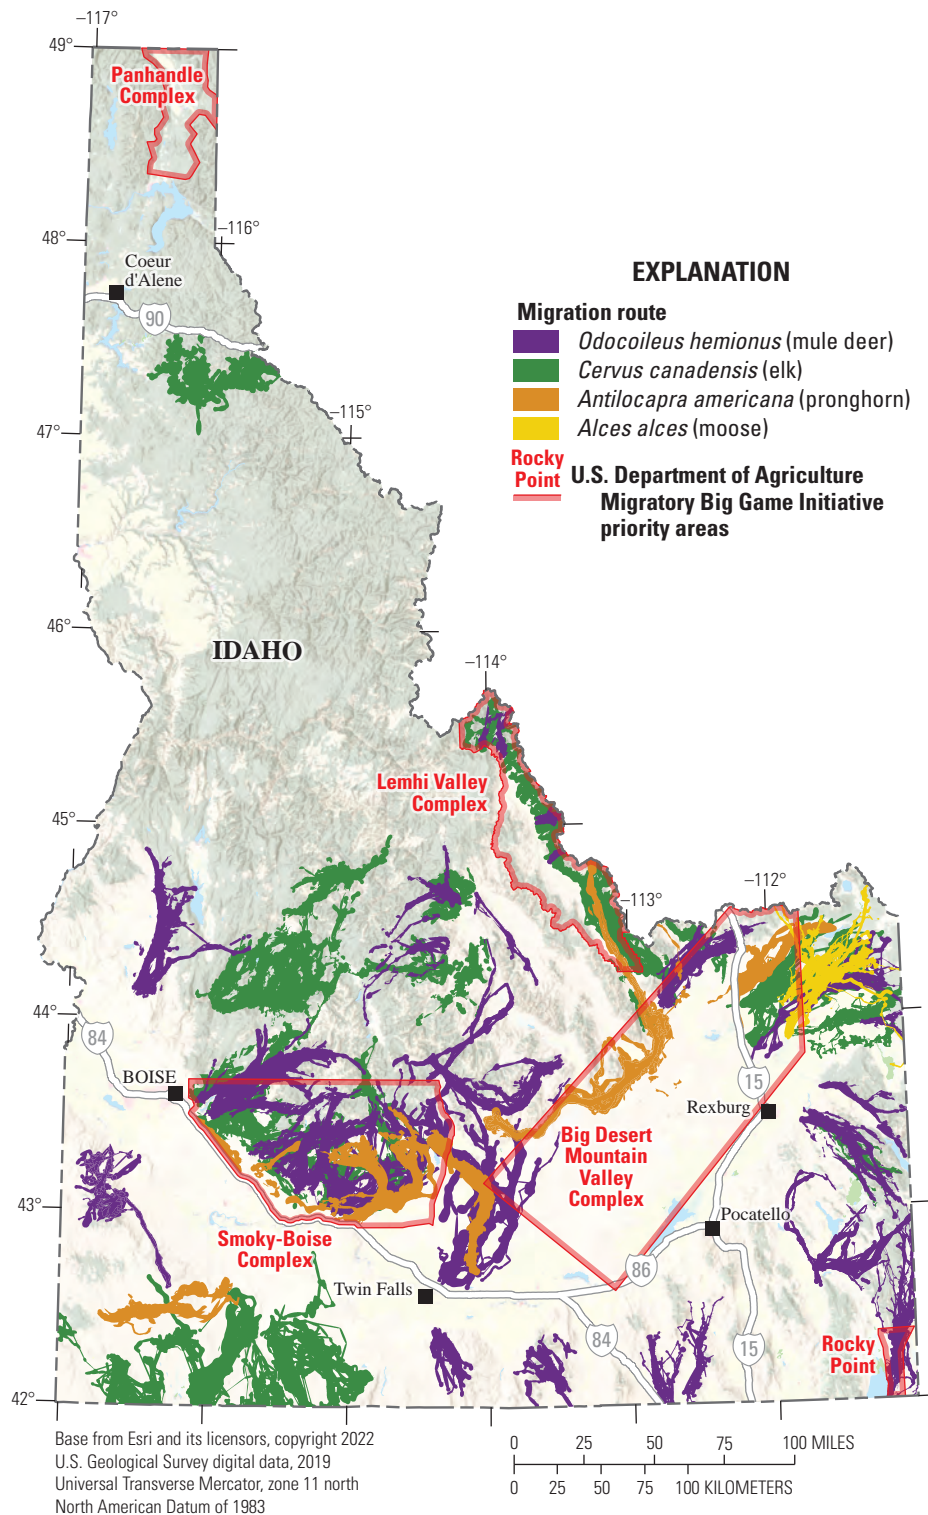 –117°
49°
Panhandle
Complex
48°
–116°
Coeur
d'Alene
90
EXPLANATION
Migration route
Odocoileus hemionus (mule deer)
Cervus canadensis (elk)
Antilocapra americana (pronghorn)
Alces alces (moose)
Rocky
Point
U.S. Department of Agriculture
Migratory Big Game Initiative
priority areas
47°
–115°
46°
IDAHO
–114°
Lemhi Valley
Complex
45°
–113°
–112°
44°
84
BOISE
15
Rexburg
Big Desert
Mountain
Valley
Complex
43°
Smoky-Boise
Complex
Pocatello
86
Twin Falls
84
15
Rocky
Point
42°
Base from Esri and its licensors, copyright 2022
U.S. Geological Survey digital data, 2019
Universal Transverse Mercator, zone 11 north
North American Datum of 1983
0 25 50 75 100 MILES
0 25 50 75 100 KILOMETERS